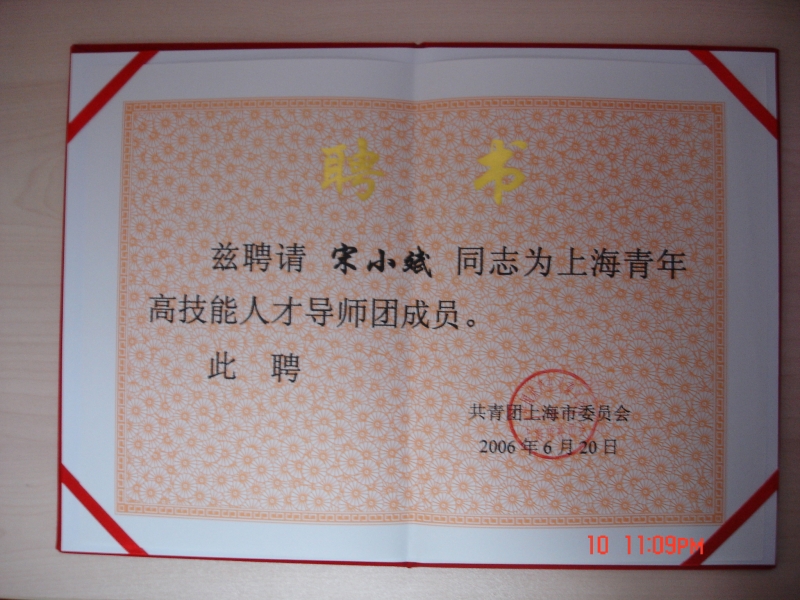 聘书
兹聘请 宋小斌 同志为上海青年
高技能人才导师团成员。
此 聘
共青团上海市委员会
2006年6月20日
10 11:09PM